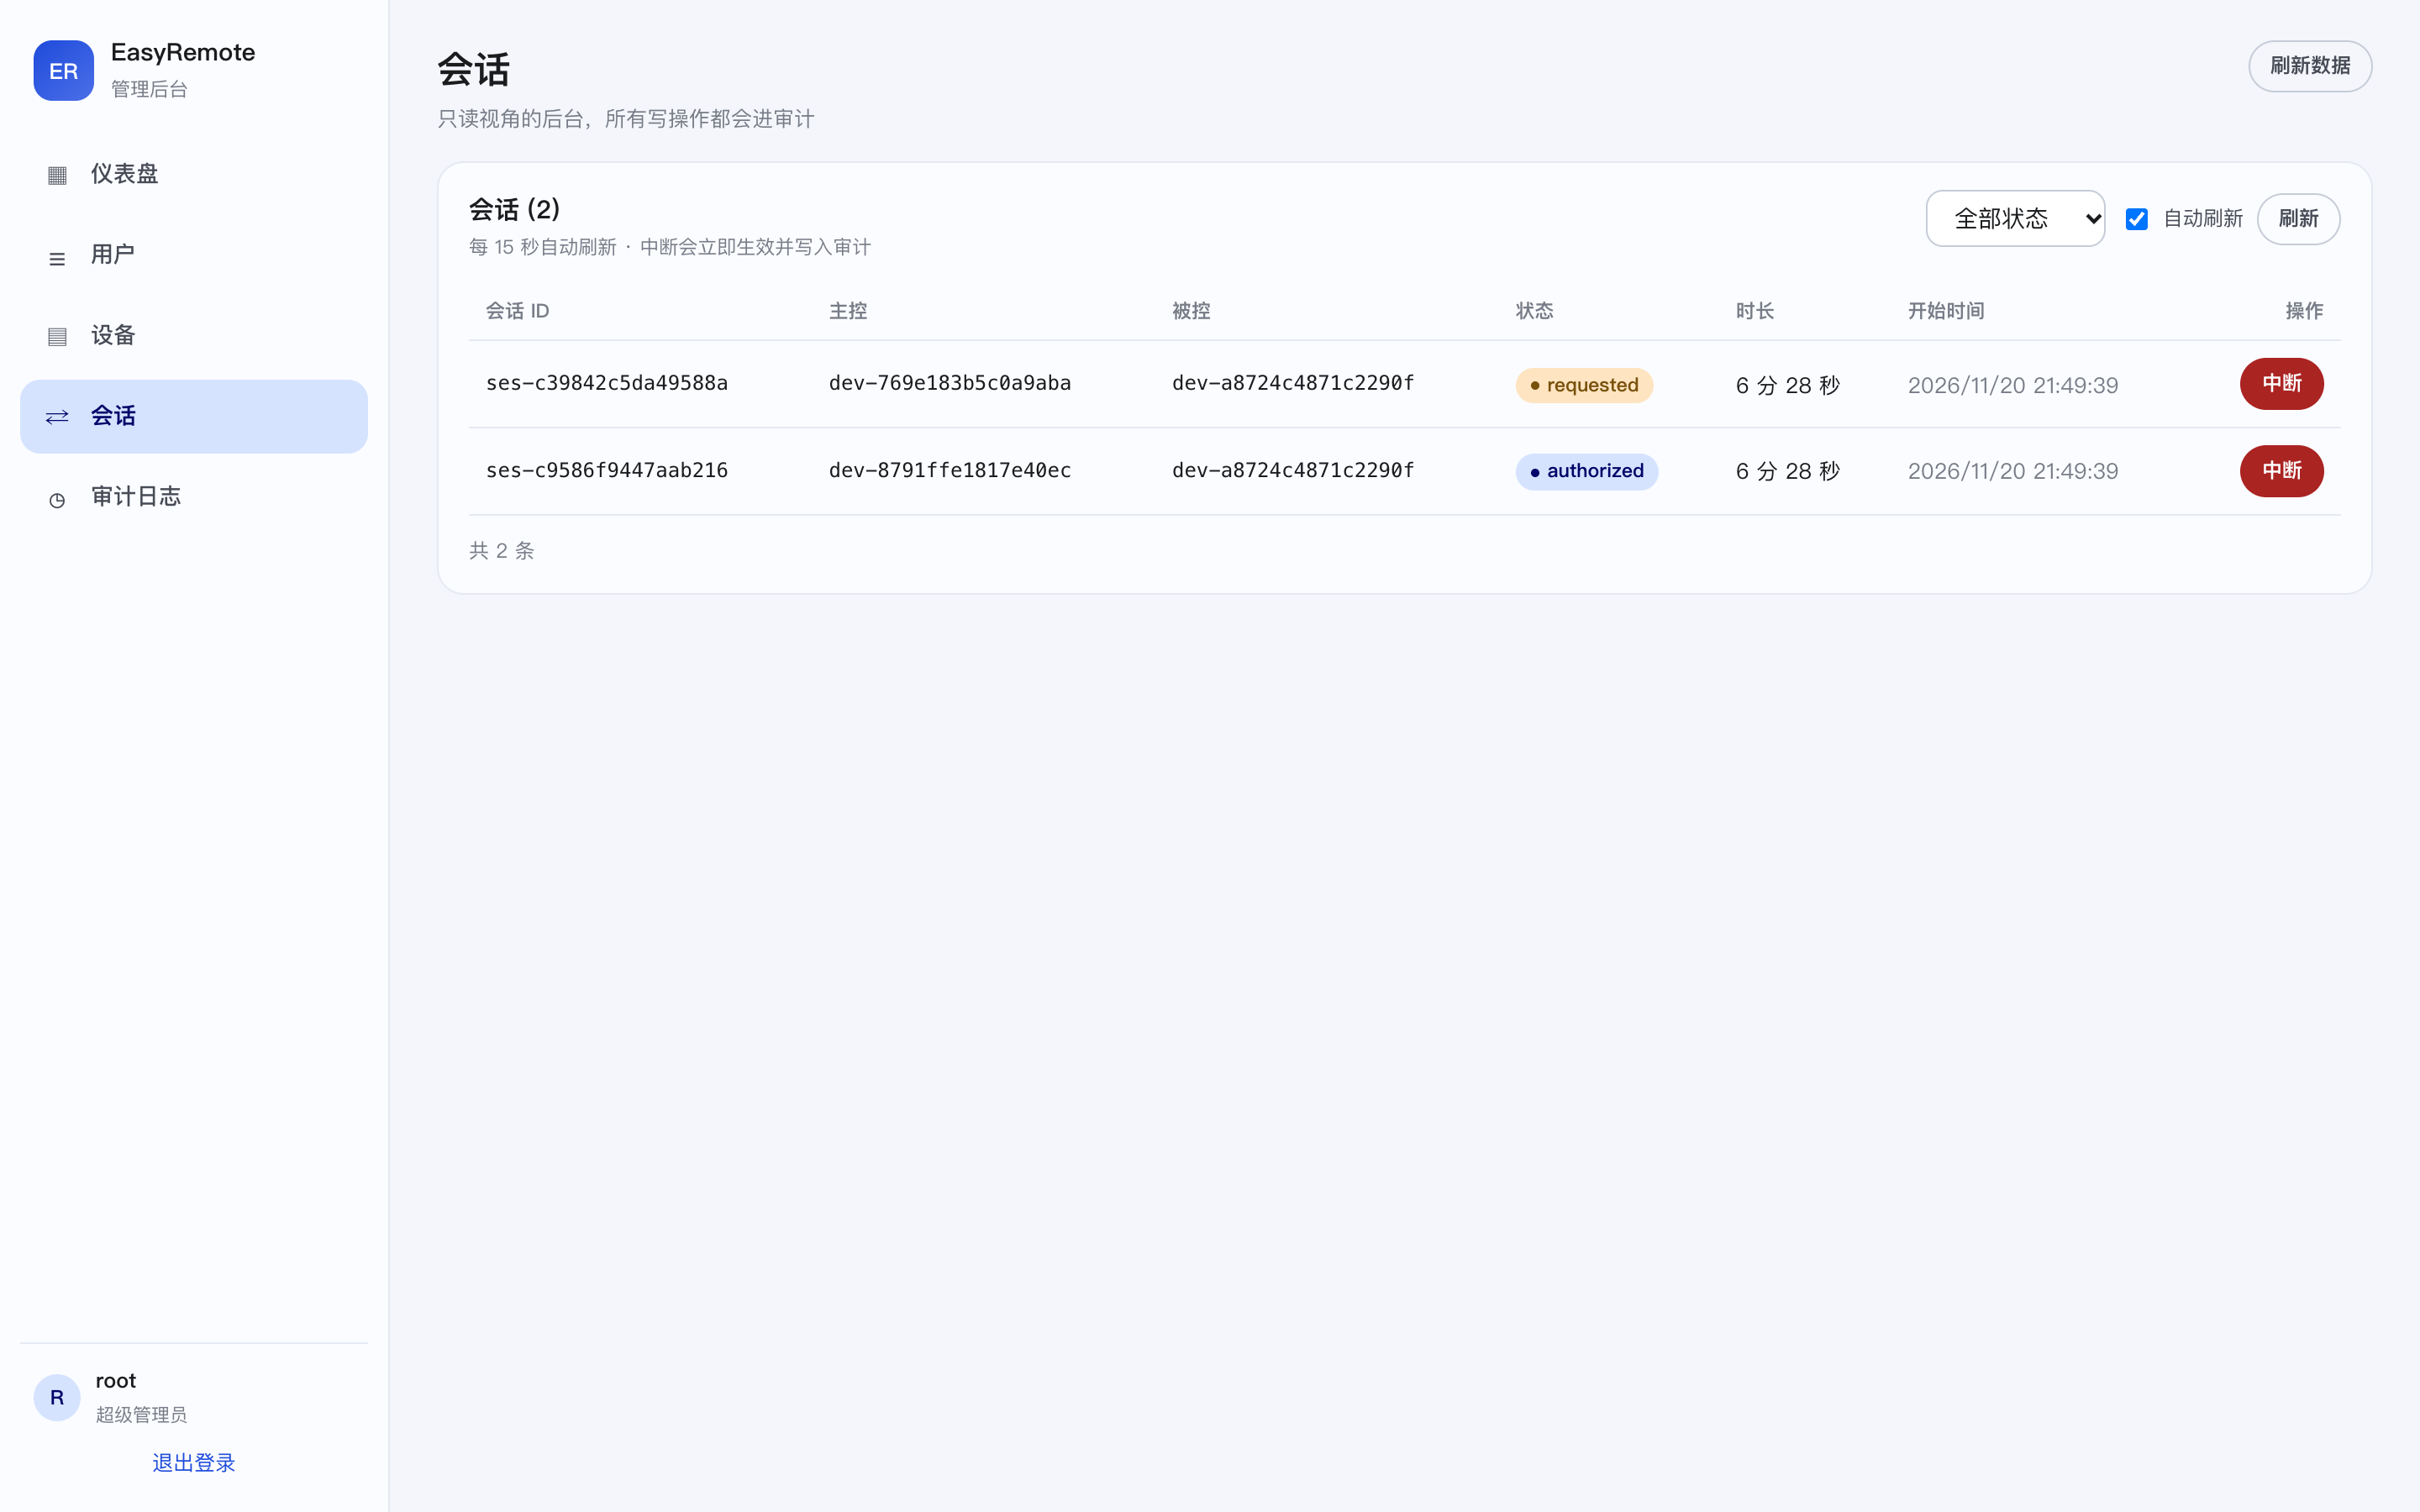 ER
EasyRemote
管理后台
仪表盘
用户
设备
会话
审计日志
root
超级管理员
R
退出登录
会话
只读视角的后台，所有写操作都会进审计
刷新数据
会话 (2)
每 15 秒自动刷新 · 中断会立即生效并写入审计
全部状态
自动刷新
刷新
会话 ID 主控 被控 状态 时长 开始时间 操作
ses-c39842c5da49588a dev-769e183b5c0a9aba dev-a8724c4871c2290f requested 6 分 28 秒 2026/11/20 21:49:39 中断
ses-c9586f9447aab216 dev-8791ffe1817e40ec dev-a8724c4871c2290f authorized 6 分 28 秒 2026/11/20 21:49:39 中断
共 2 条